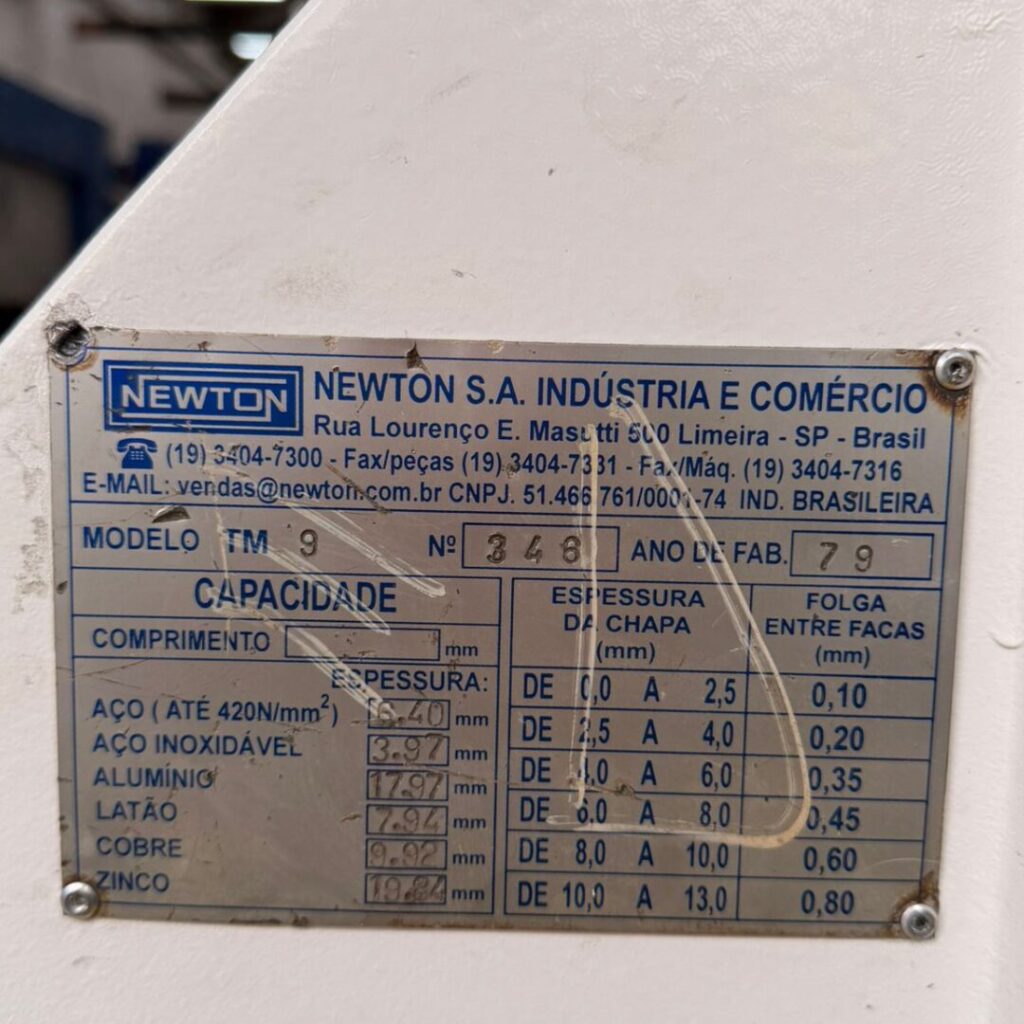 NEWTON
NEWTON S.A. INDÚSTRIA E COMÉRCIO
Rua Lourenço E. Masutti 500 Limeira - SP - Brasil
(19) 3404-7300 - Fax/peças (19) 3404-7331 - Fax/Máq. (19) 3404-7316
E-MAIL: vendas@newton.com.br CNPJ. 51.466.761/0001-74 IND. BRASILEIRA
MODELO TM 9 Nº 346 ANO DE FAB. 79
CAPACIDADE
COMPRIMENTO mm
ESPESSURA:
AÇO ( ATÉ 420N/mm²) 6.40 mm
AÇO INOXIDÁVEL 3.97 mm
ALUMÍNIO 17.97 mm
LATÃO 7.94 mm
COBRE 9.92 mm
ZINCO 19.84 mm
ESPESSURA DA CHAPA (mm)
FOLGA ENTRE FACAS (mm)
DE 0,0 A 2,5 0,10
DE 2,5 A 4,0 0,20
DE 4,0 A 6,0 0,35
DE 6,0 A 8,0 0,45
DE 8,0 A 10,0 0,60
DE 10,0 A 13,0 0,80